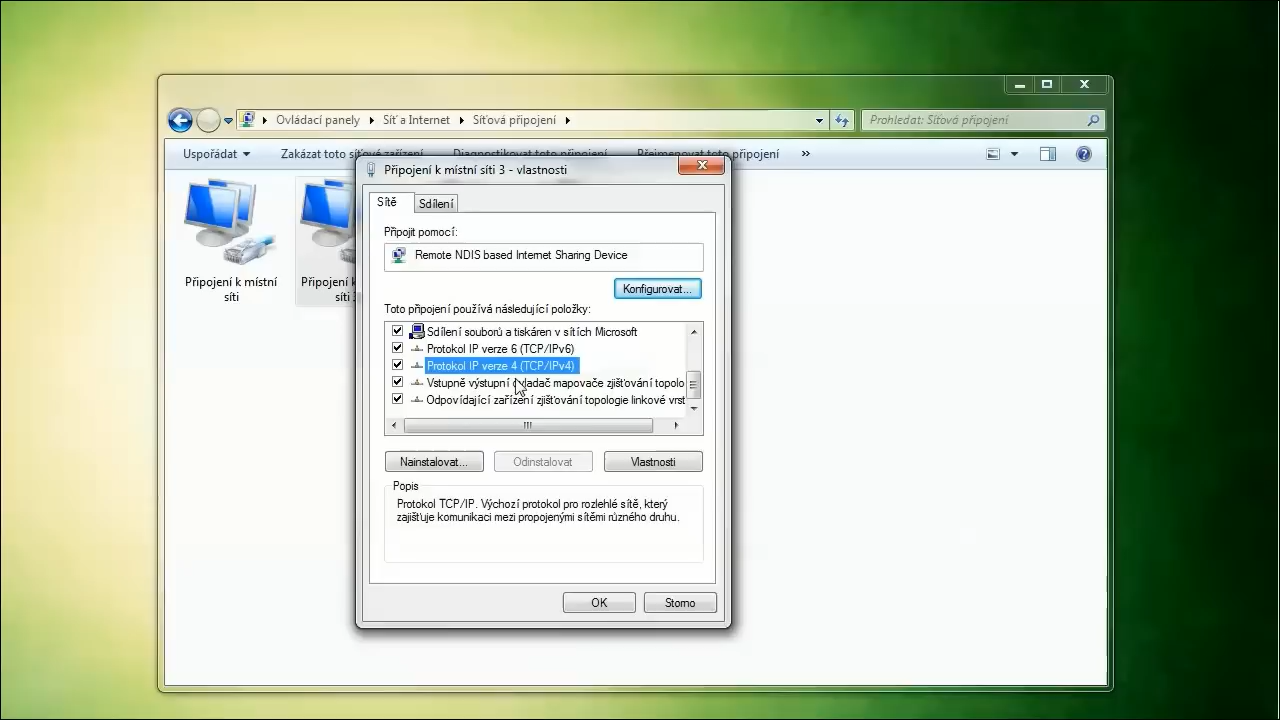 Ovládací panely
Síť a Internet
Síťová připojení
Prohledat: Síťová připojení
Uspořádat
Zakázat toto síťové zařízení
Diagnostikovat toto připojení
Přejmenovat toto připojení
»
Připojení k místní
síti
Připojení k
síti
Připojení k místní síti 3 - vlastnosti
Sítě
Sdílení
Připojit pomocí:
Remote NDIS based Internet Sharing Device
Konfigurovat...
Toto připojení používá následující položky:
Sdílení souborů a tiskáren v sítích Microsoft
Protokol IP verze 6 (TCP/IPv6)
Protokol IP verze 4 (TCP/IPv4)
Vstupně výstupní ovladač mapovače zjišťování topolo
Odpovídající zařízení zjišťování topologie linkové vrst
Nainstalovat...
Odinstalovat
Vlastnosti
Popis
Protokol TCP/IP. Výchozí protokol pro rozlehlé sítě, který
zajišťuje komunikaci mezi propojenými sítěmi různého druhu.
OK
Storno